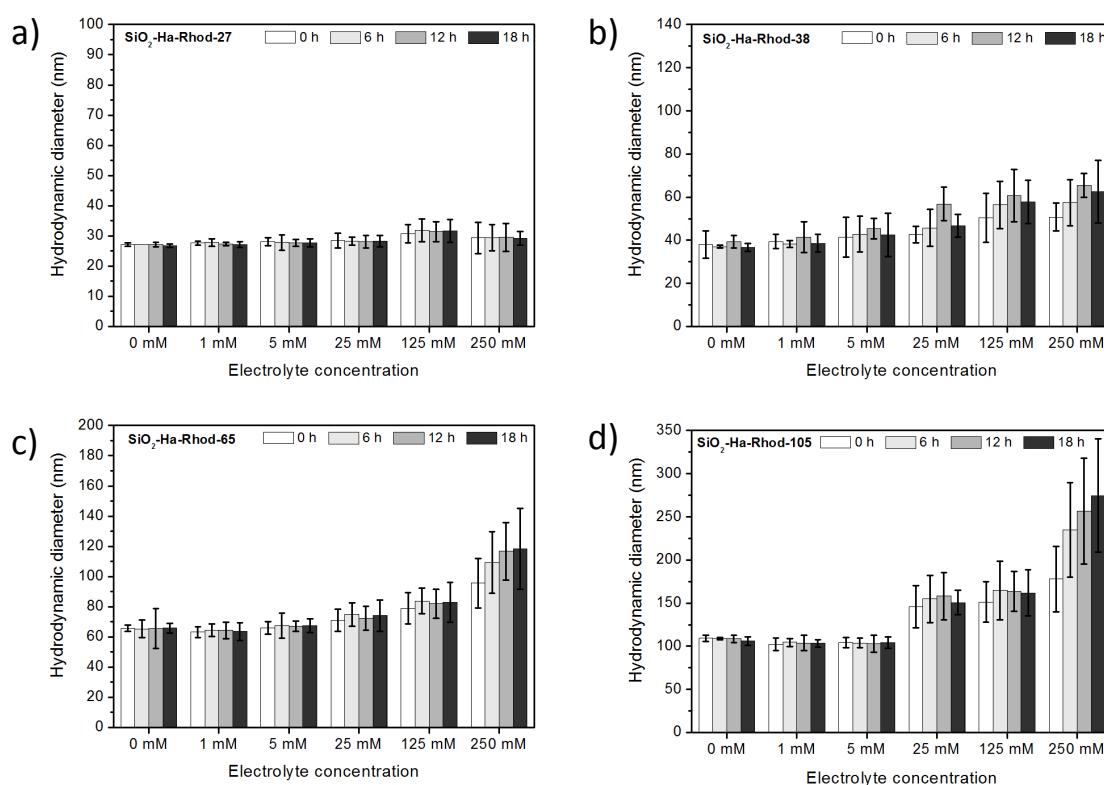 a)
SiO₂-Ha-Rhod-27 0 h 6 h 12 h 18 h
Hydrodynamic diameter (nm)
100
90
80
70
60
50
40
30
20
10
0
0 mM 1 mM 5 mM 25 mM 125 mM 250 mM
Electrolyte concentration
b)
SiO₂-Ha-Rhod-38 0 h 6 h 12 h 18 h
Hydrodynamic diameter (nm)
140
120
100
80
60
40
20
0
0 mM 1 mM 5 mM 25 mM 125 mM 250 mM
Electrolyte concentration
c)
SiO₂-Ha-Rhod-65 0 h 6 h 12 h 18 h
Hydrodynamic diameter (nm)
200
180
160
140
120
100
80
60
40
20
0
0 mM 1 mM 5 mM 25 mM 125 mM 250 mM
Electrolyte concentration
d)
SiO₂-Ha-Rhod-105 0 h 6 h 12 h 18 h
Hydrodynamic diameter (nm)
350
300
250
200
150
100
50
0
0 mM 1 mM 5 mM 25 mM 125 mM 250 mM
Electrolyte concentration